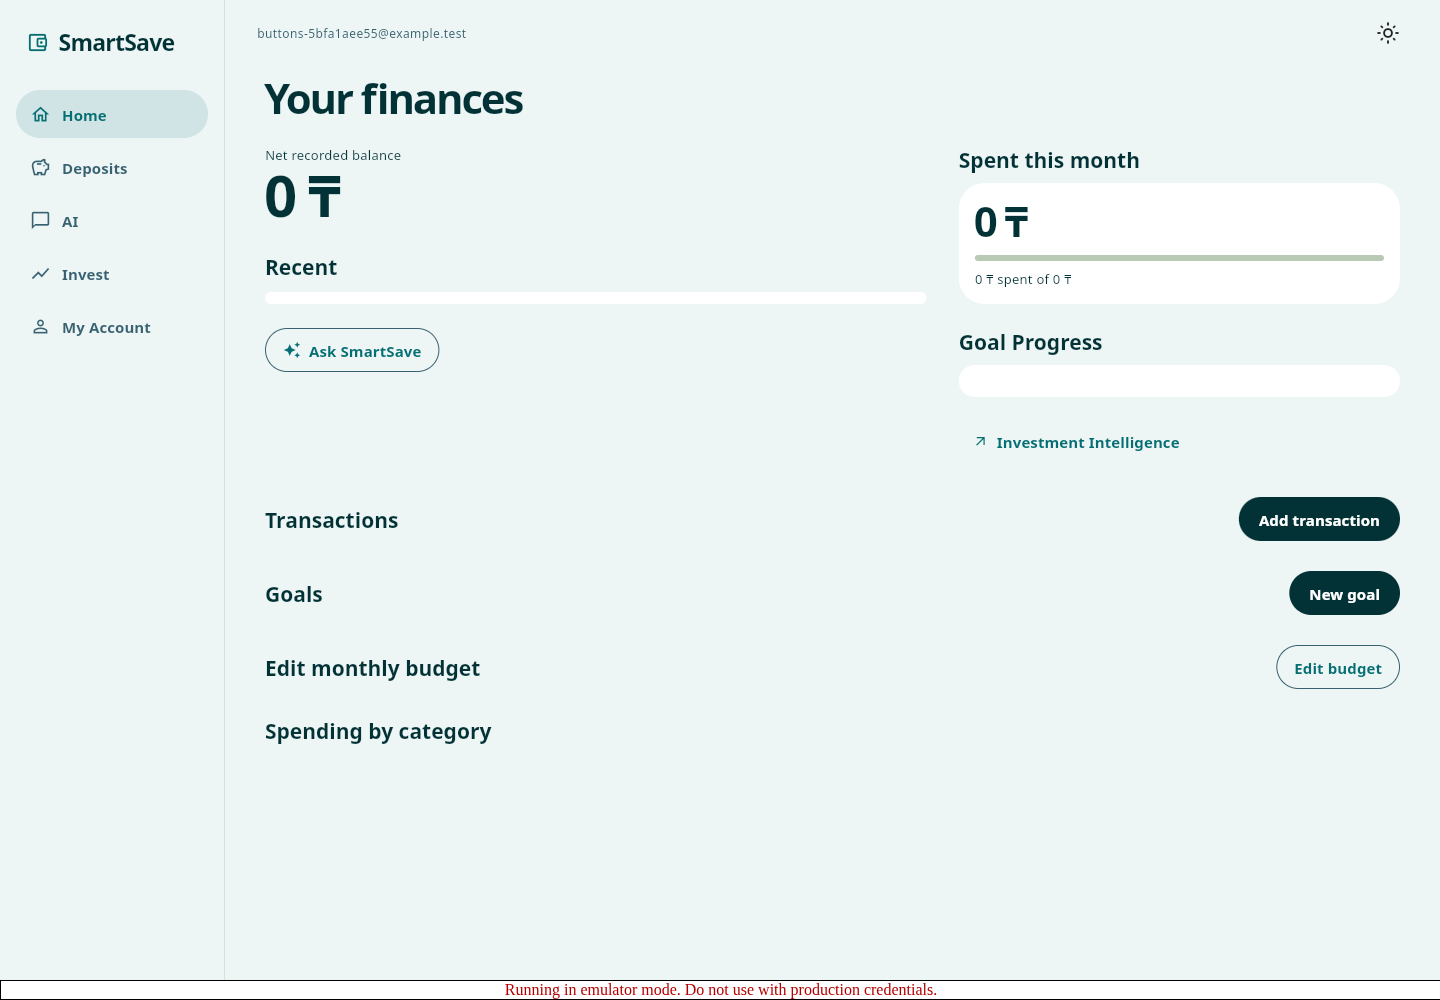 SmartSave
Home
Deposits
AI
Invest
My Account
buttons-5bfa1aee55@example.test
Your finances
Net recorded balance
0 ₸
Recent
Ask SmartSave
Spent this month
0 ₸
0 ₸ spent of 0 ₸
Goal Progress
Investment Intelligence
Transactions
Add transaction
Goals
New goal
Edit monthly budget
Edit budget
Spending by category
Running in emulator mode. Do not use with production credentials.